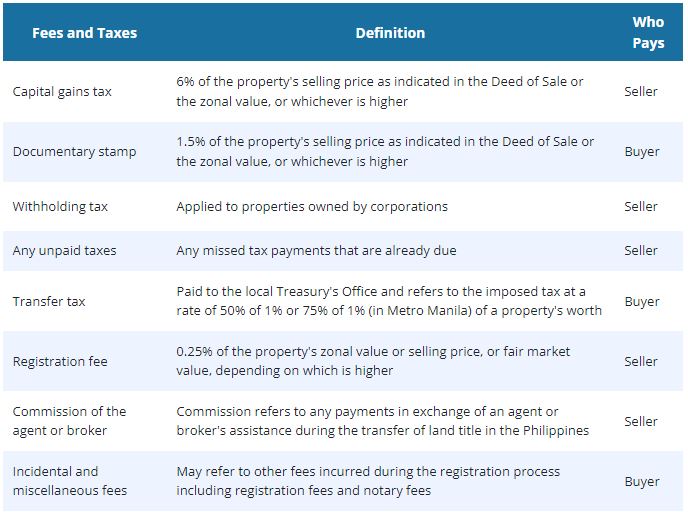 Fees and Taxes
Definition
Who
Pays
Capital gains tax
6% of the property's selling price as indicated in the Deed of Sale or
the zonal value, or whichever is higher
Seller
Documentary stamp
1.5% of the property's selling price as indicated in the Deed of Sale or
the zonal value, or whichever is higher
Buyer
Withholding tax
Applied to properties owned by corporations
Seller
Any unpaid taxes
Any missed tax payments that are already due
Seller
Transfer tax
Paid to the local Treasury's Office and refers to the imposed tax at a
rate of 50% of 1% or 75% of 1% (in Metro Manila) of a property's worth
Buyer
Registration fee
0.25% of the property's zonal value or selling price, or fair market
value, depending on which is higher
Seller
Commission of the
agent or broker
Commission refers to any payments in exchange of an agent or
broker's assistance during the transfer of land title in the Philippines
Seller
Incidental and
miscellaneous fees
May refer to other fees incurred during the registration process
including registration fees and notary fees
Buyer